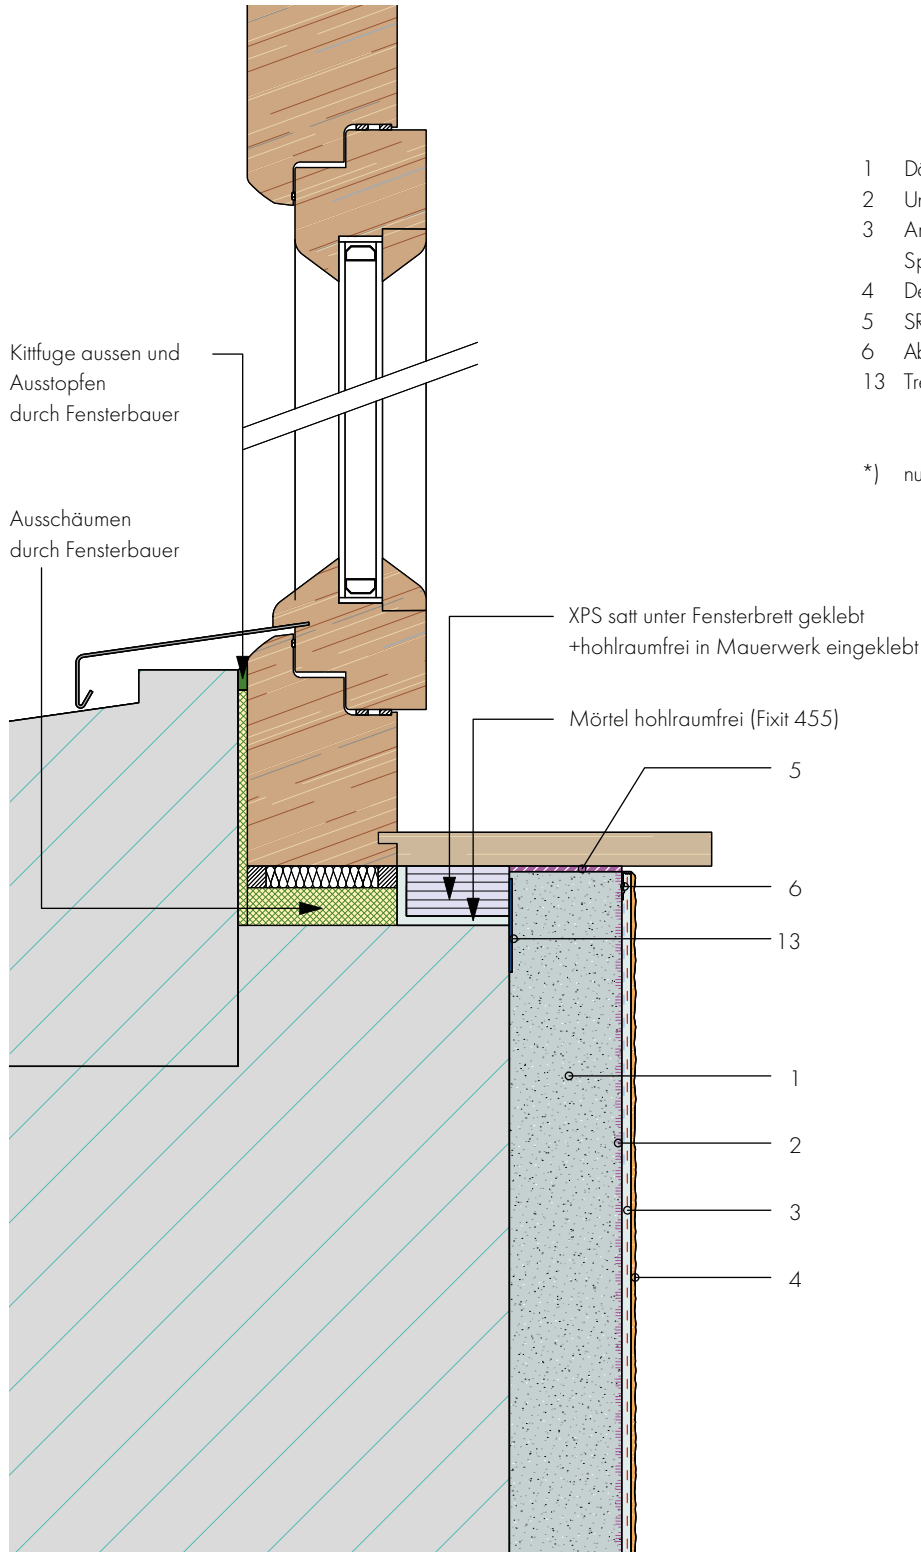 1
2
3
4
5
6
13
*)
Kittfuge aussen und
Ausstopfen
durch Fensterbauer
Ausschäumen
durch Fensterbauer
XPS satt unter Fensterbrett geklebt
+hohlraumfrei in Mauerwerk eingeklebt
Mörtel hohlraumfrei (Fixit 455)
5
6
13
1
2
3
4